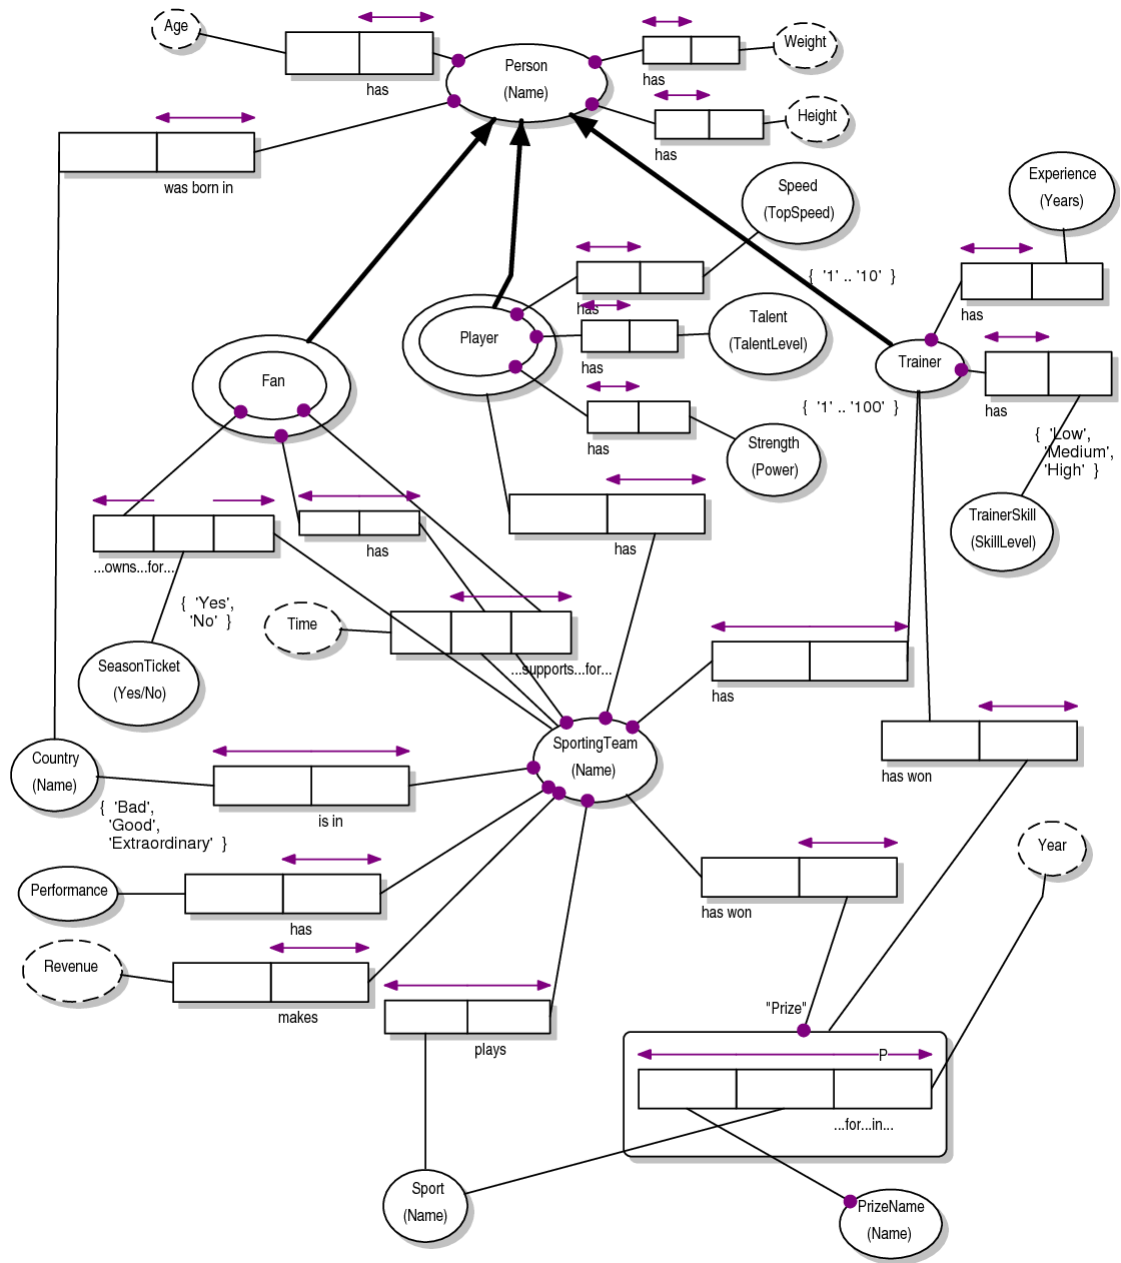 Age
has
Person
(Name)
Weight
has
Height
has
was born in
Speed
(TopSpeed)
Experience
(Years)
{ '1' .. '10' }
has
has
Talent
(TalentLevel)
Player
has
Trainer
Fan
has
{ '1' .. '100' }
has
Strength
(Power)
{ 'Low',
'Medium',
'High' }
TrainerSkill
(SkillLevel)
...owns...for...
has
has
{ 'Yes',
'No' }
Time
SeasonTicket
(Yes/No)
...supports...for...
has
SportingTeam
(Name)
has won
Country
(Name)
is in
{ 'Bad',
'Good',
'Extraordinary' }
Year
Performance
has
has won
Revenue
makes
"Prize"
plays
P
...for...in...
Sport
(Name)
PrizeName
(Name)